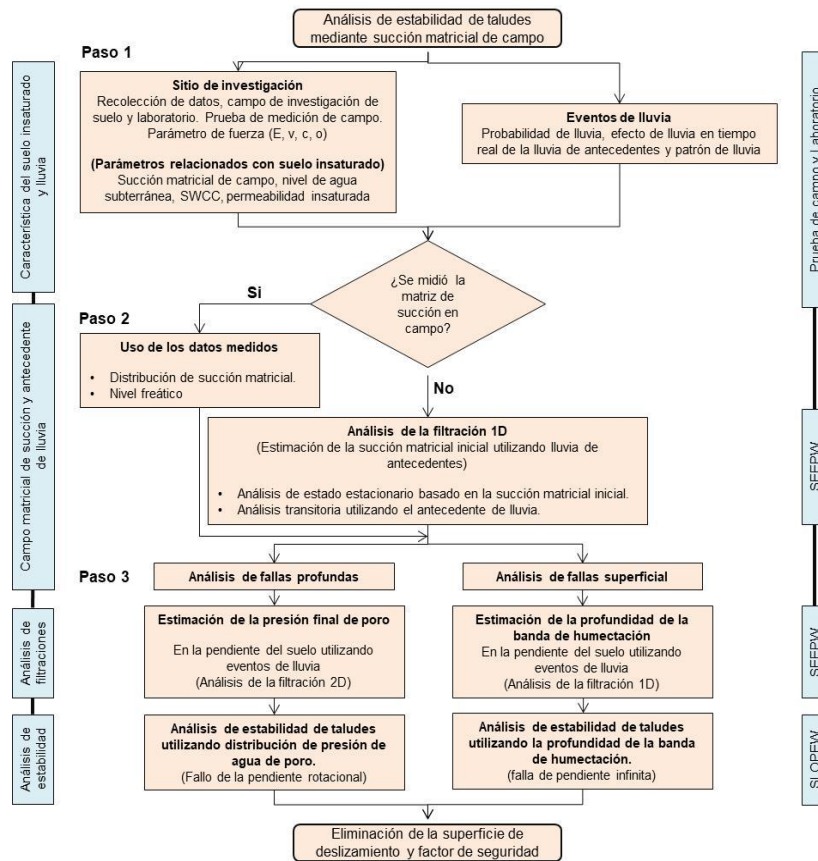 Análisis de estabilidad de taludes
mediante succión matricial de campo
Paso 1
Sitio de investigación
Recolección de datos, campo de investigación de
suelo y laboratorio. Prueba de medición de campo.
Parámetro de fuerza (E, v, c, o)
(Parámetros relacionados con suelo insaturado)
Succión matricial de campo, nivel de agua
subterránea, SWCC, permeabilidad insaturada
Eventos de lluvia
Probabilidad de lluvia, efecto de lluvia en tiempo
real de la lluvia de antecedentes y patrón de lluvia
Característica del suelo insaturado
y lluvia
Prueba de campo y Laboratorio
¿Se midió la
matriz de
succión en
campo?
Si
No
Paso 2
Uso de los datos medidos
• Distribución de succión matricial.
• Nivel freático
Campo matricial de succión y antecedente
de lluvia
Análisis de la filtración 1D
(Estimación de la succión matricial inicial utilizando lluvia de
antecedentes)
• Análisis de estado estacionario basado en la succión matricial inicial.
• Análisis transitoria utilizando el antecedente de lluvia.
SEEPW
Paso 3
Análisis de fallas profundas
Análisis de fallas superficial
Análisis de
filtraciones
Estimación de la presión final de poro
En la pendiente del suelo utilizando
eventos de lluvia
(Análisis de la filtración 2D)
Estimación de la profundidad de la
banda de humectación
En la pendiente del suelo utilizando
eventos de lluvia
(Análisis de la filtración 1D)
SEEPW
Análisis de
estabilidad
Análisis de estabilidad de taludes
utilizando distribución de presión de
agua de poro.
(Fallo de la pendiente rotacional)
Análisis de estabilidad de taludes
utilizando la profundidad de la banda
de humectación.
(falla de pendiente infinita)
SLOPEW
Eliminación de la superficie de
deslizamiento y factor de seguridad